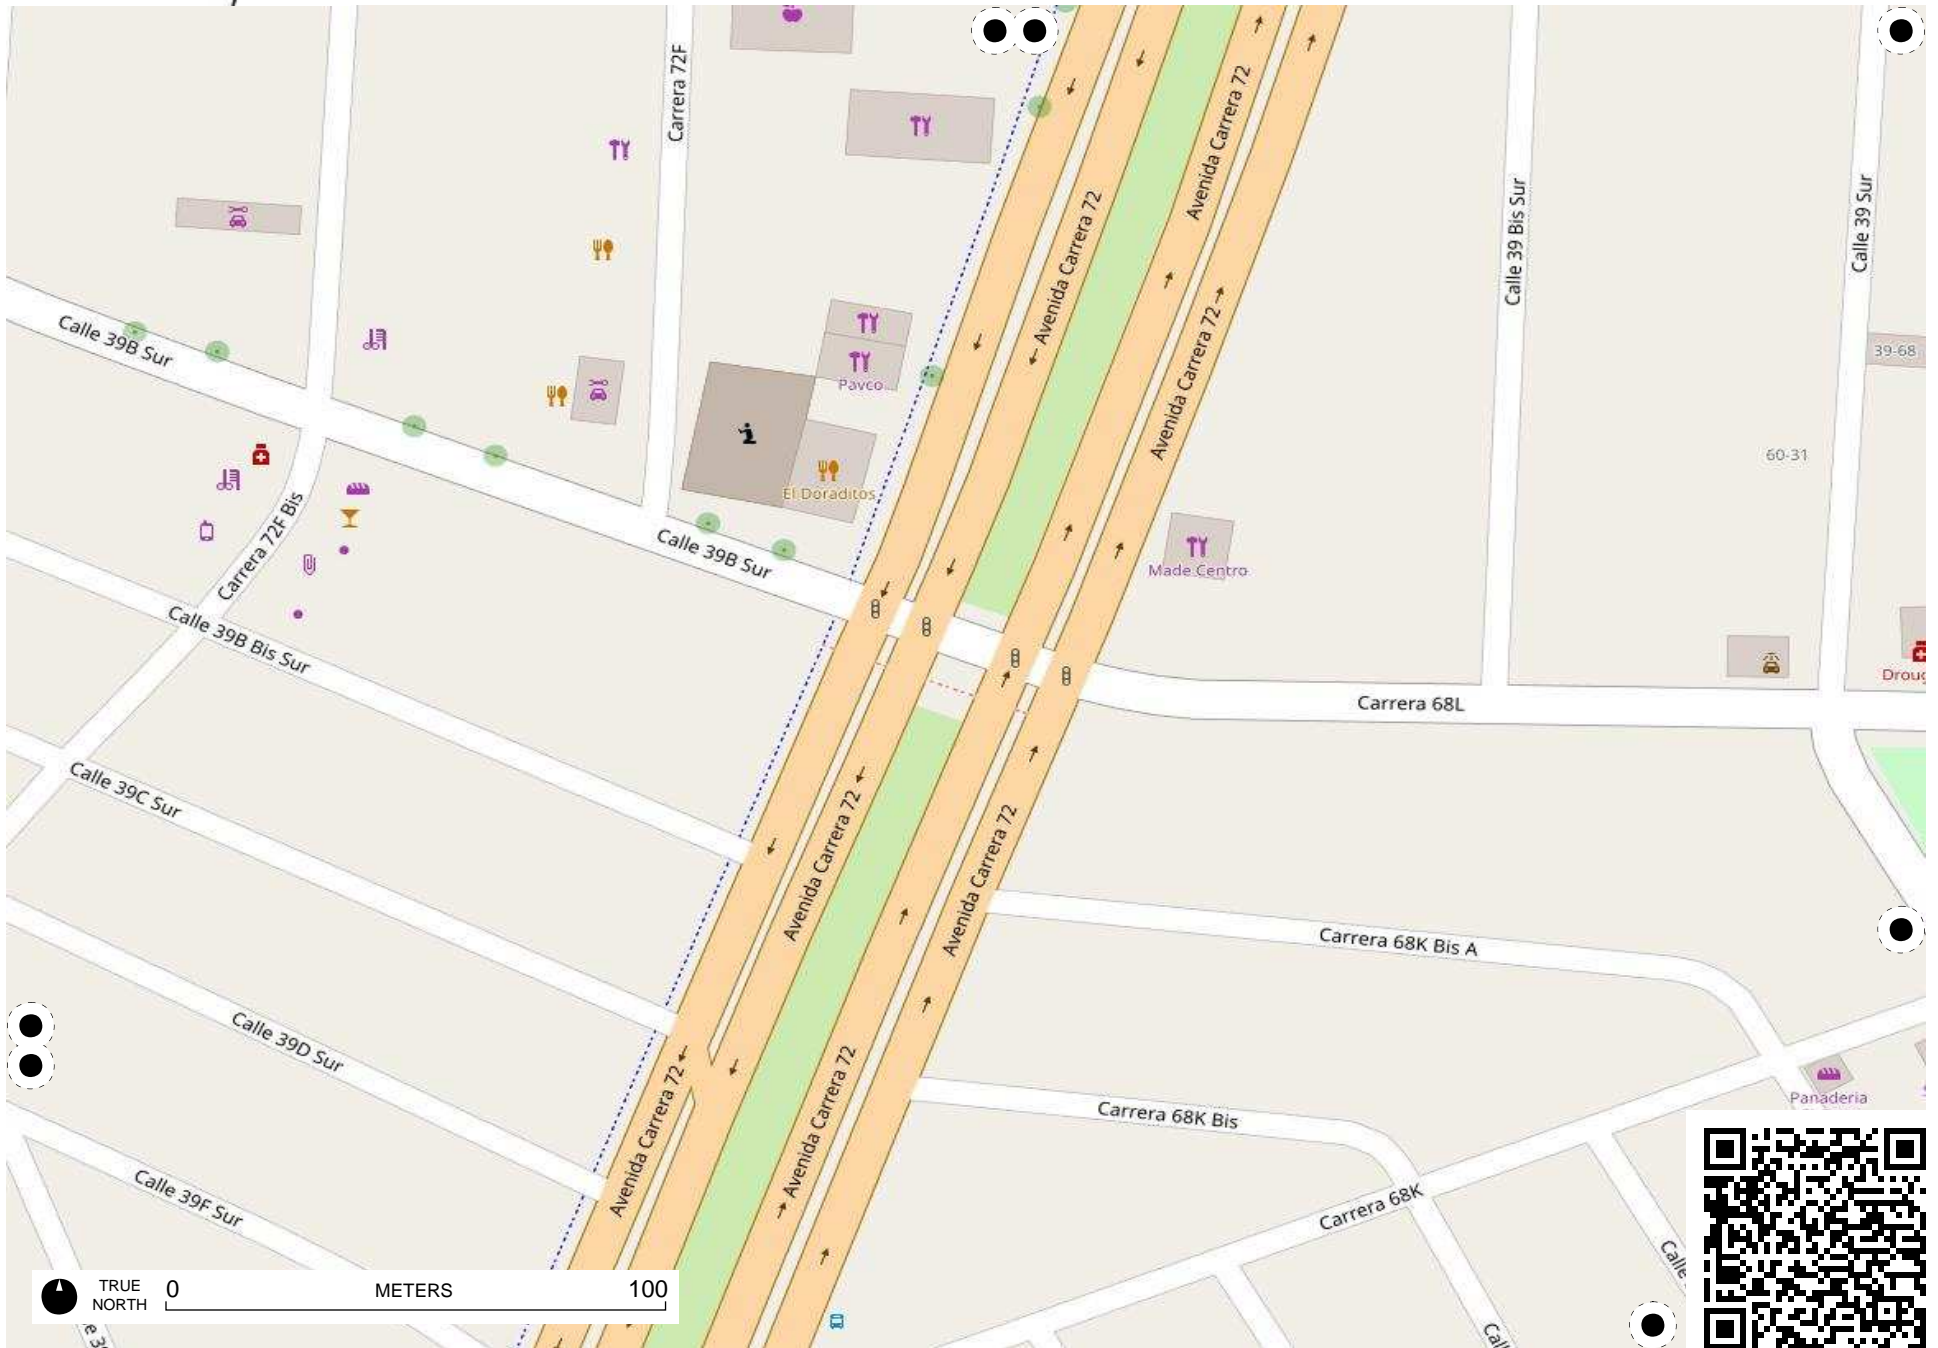 Carrera 72F
Avenida Carrera 72
Avenida Carrera 72
Avenida Carrera 72
Calle 39 Bis Sur
Calle 39 Sur
Calle 39B Sur
39-68
Pavco
60-31
El Doraditos
Carrera 72F Bis
Calle 39B Sur
Made Centro
Calle 39B Bis Sur
Carrera 68L
Calle 39C Sur
Avenida Carrera 72
Avenida Carrera 72
Carrera 68K Bis A
Calle 39D Sur
Panaderia
Avenida Carrera 72
Avenida Carrera 72
Carrera 68K Bis
Calle 39F Sur
Carrera 68K
Calle
TRUE
NORTH
0 METERS 100